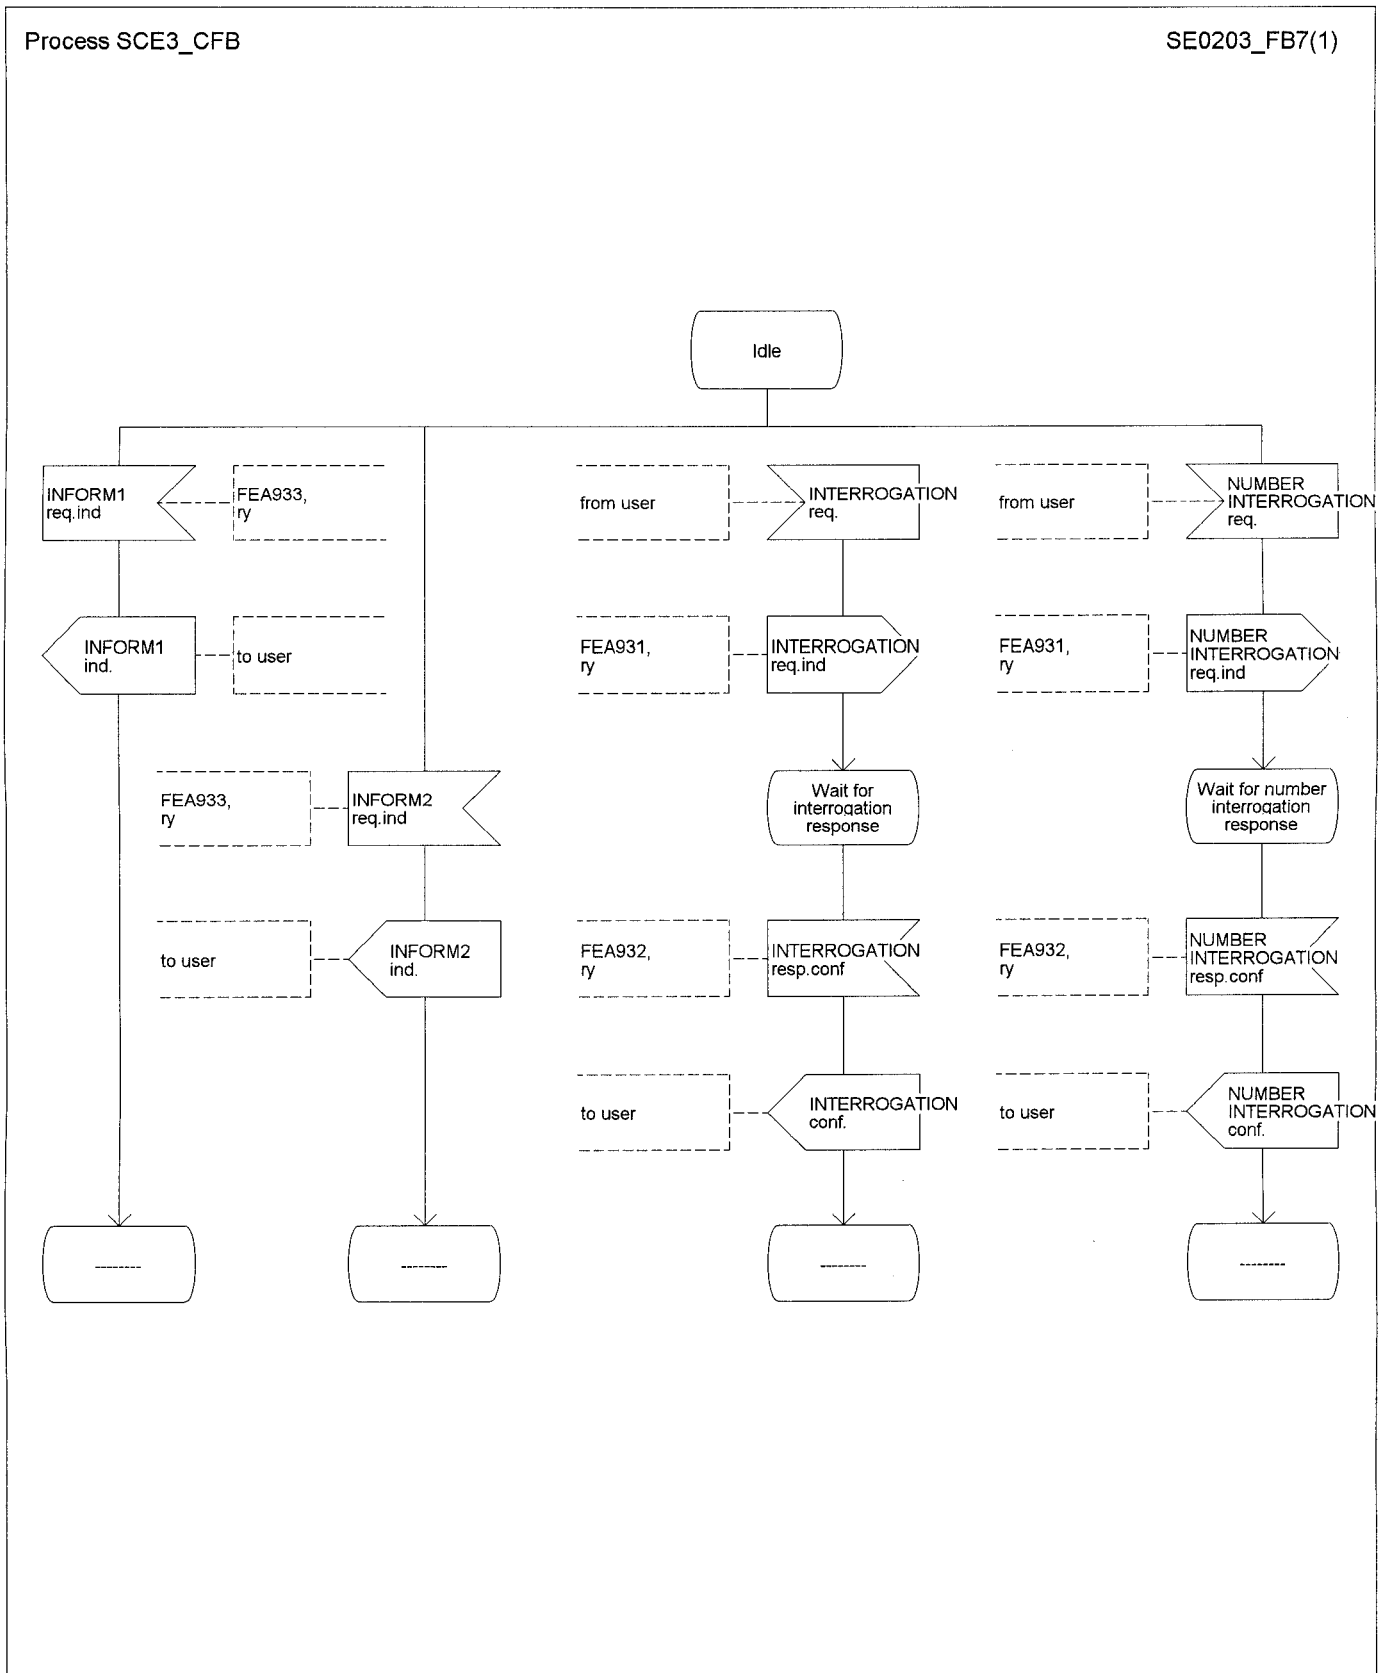 Process SCE3_CFB
SE0203_FB7(1)
Idle
INFORM1
req.ind
FEA933,
ry
from user
INTERROGATION
req.
from user
NUMBER
INTERROGATION
req.
INFORM1
ind.
to user
FEA931,
ry
INTERROGATION
req.ind
FEA931,
ry
NUMBER
INTERROGATION
req.ind
FEA933,
ry
INFORM2
req.ind
Wait for
interrogation
response
Wait for number
interrogation
response
to user
INFORM2
ind.
FEA932,
ry
INTERROGATION
resp.conf
FEA932,
ry
NUMBER
INTERROGATION
resp.conf
to user
INTERROGATION
conf.
to user
NUMBER
INTERROGATION
conf.
--------
--------
--------
--------